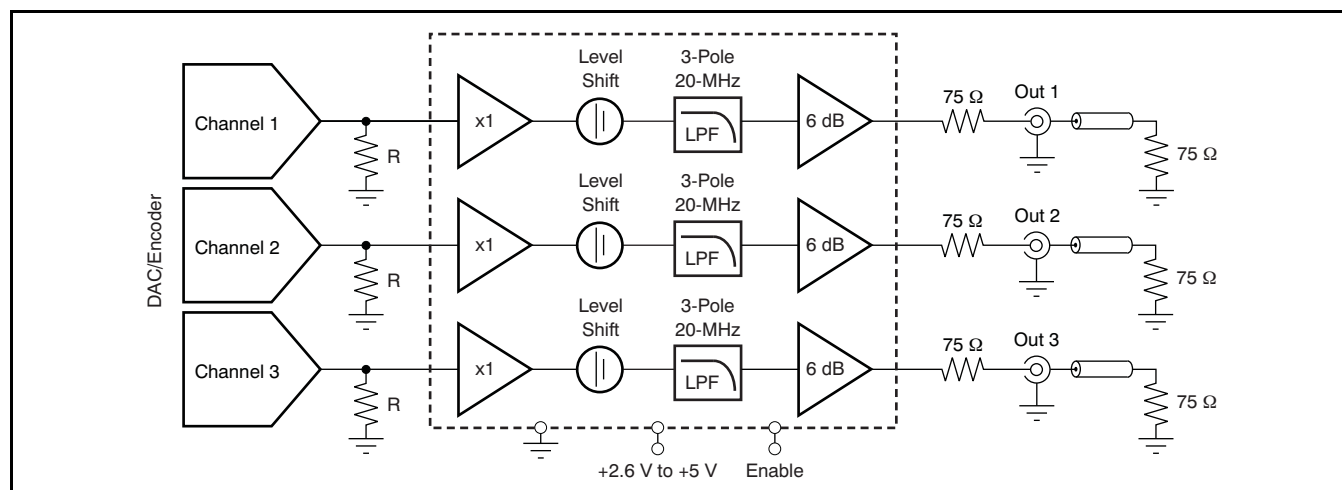 DAC/Encoder
Channel 1
R
x1
Level
Shift
3-Pole
20-MHz
LPF
6 dB
75 Ω
Out 1
75 Ω
Channel 2
R
x1
Level
Shift
3-Pole
20-MHz
LPF
6 dB
75 Ω
Out 2
75 Ω
Channel 3
R
x1
Level
Shift
3-Pole
20-MHz
LPF
6 dB
75 Ω
Out 3
75 Ω
+2.6 V to +5 V
Enable